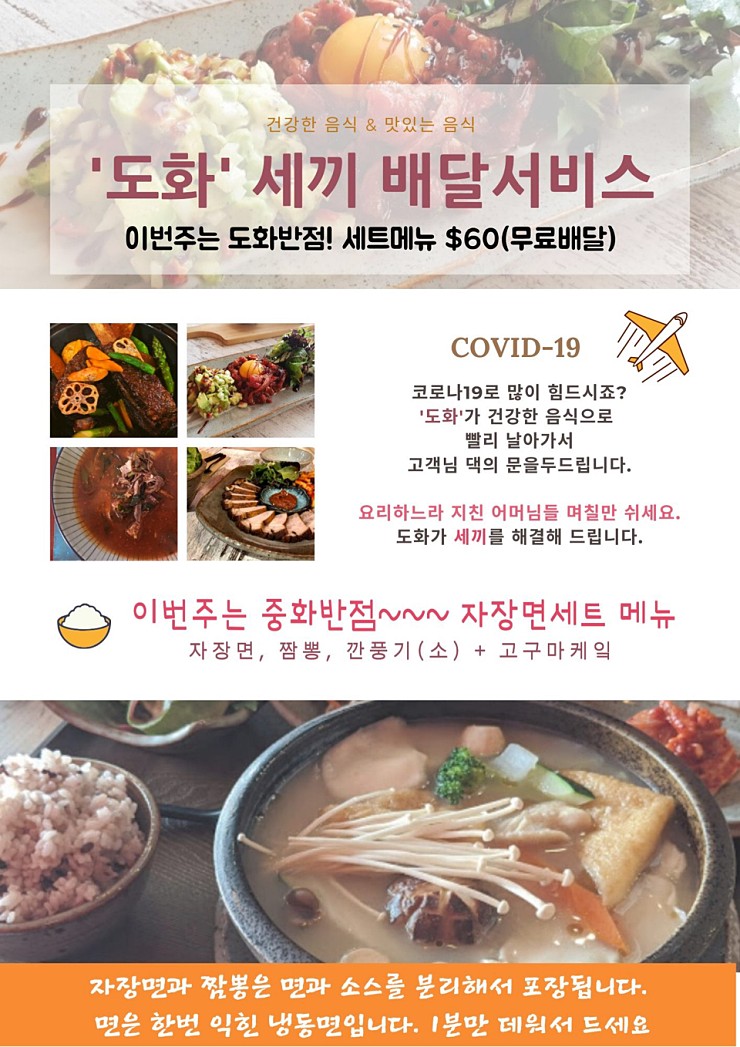 건강한 음식 & 맛있는 음식
'도화' 세끼 배달서비스
이번주는 도화반점! 세트메뉴 $60(무료배달)
COVID-19
코로나19로 많이 힘드시죠?
'도화'가 건강한 음식으로
빨리 날아가서
고객님 댁의 문을두드립니다.
요리하느라 지친 어머님들 며칠만 쉬세요.
도화가 세끼를 해결해 드립니다.
이번주는 중화반점~~~ 자장면세트 메뉴
자장면, 짬뽕, 깐풍기(소) + 고구마케잌
자장면과 짬뽕은 면과 소스를 분리해서 포장됩니다.
면은 한번 익힌 냉동면입니다. 1분만 데워서 드세요